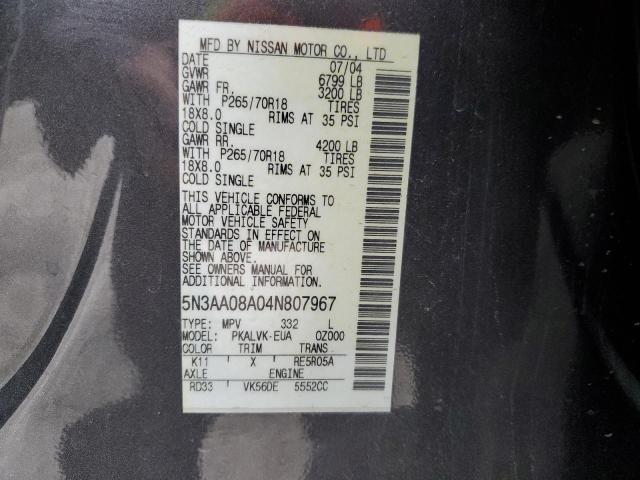 MFD BY NISSAN MOTOR CO., LTD
DATE 07/04
GVWR 6799 LB
GAWR FR. 3200 LB
WITH P265/70R18 TIRES
18X8.0 RIMS AT 35 PSI
COLD SINGLE
GAWR RR. 4200 LB
WITH P265/70R18 TIRES
18X8.0 RIMS AT 35 PSI
COLD SINGLE
THIS VEHICLE CONFORMS TO
ALL APPLICABLE FEDERAL
MOTOR VEHICLE SAFETY
STANDARDS IN EFFECT ON
THE DATE OF MANUFACTURE
SHOWN ABOVE.
SEE OWNERS MANUAL FOR
ADDITIONAL INFORMATION.
5N3AA08A04N807967
TYPE: MPV 332 L
MODEL: PKALVK-EUA 0Z000
COLOR TRIM TRANS
K11 X RE5R05A
AXLE ENGINE
RD33 VK56DE 5552CC